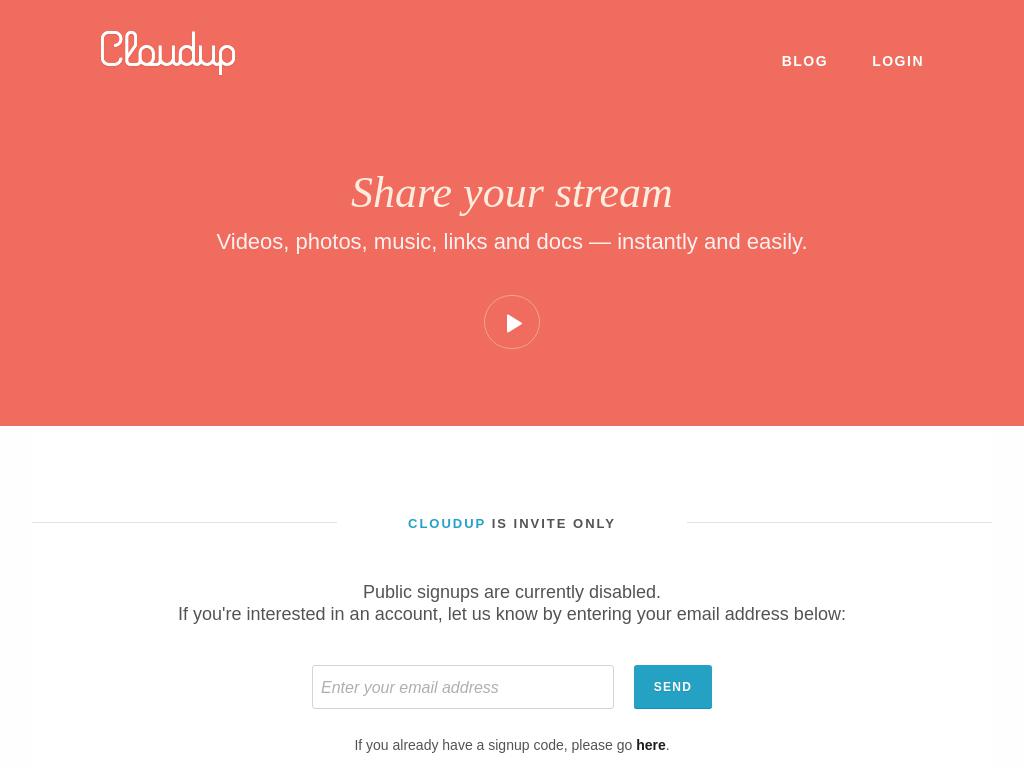 Cloudup
BLOG
LOGIN
Share your stream
Videos, photos, music, links and docs — instantly and easily.
CLOUDUP IS INVITE ONLY
Public signups are currently disabled.
If you're interested in an account, let us know by entering your email address below:
Enter your email address
SEND
If you already have a signup code, please go here.